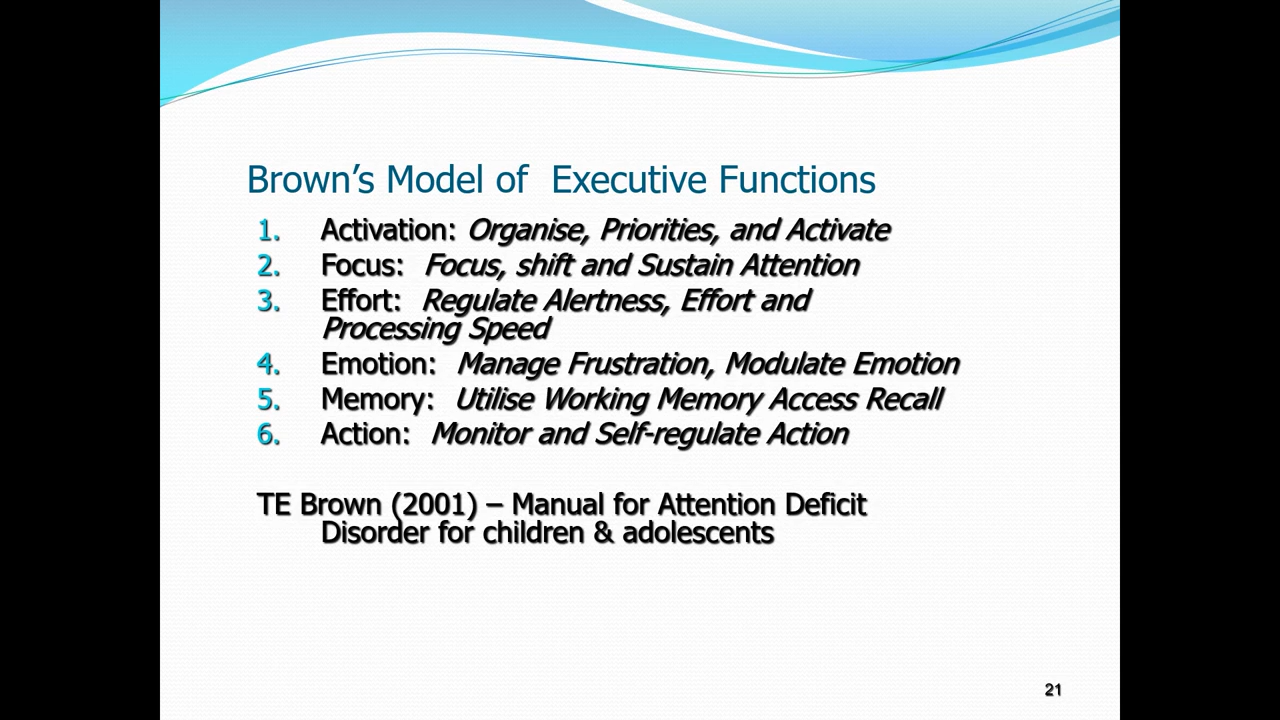 Brown’s Model of  Executive Functions
1. Activation: Organise, Priorities, and Activate
2. Focus:  Focus, shift and Sustain Attention
3. Effort:  Regulate Alertness, Effort and
Processing Speed
4. Emotion:  Manage Frustration, Modulate Emotion
5. Memory:  Utilise Working Memory Access Recall
6. Action:  Monitor and Self-regulate Action
TE Brown (2001) – Manual for Attention Deficit
Disorder for children & adolescents
21